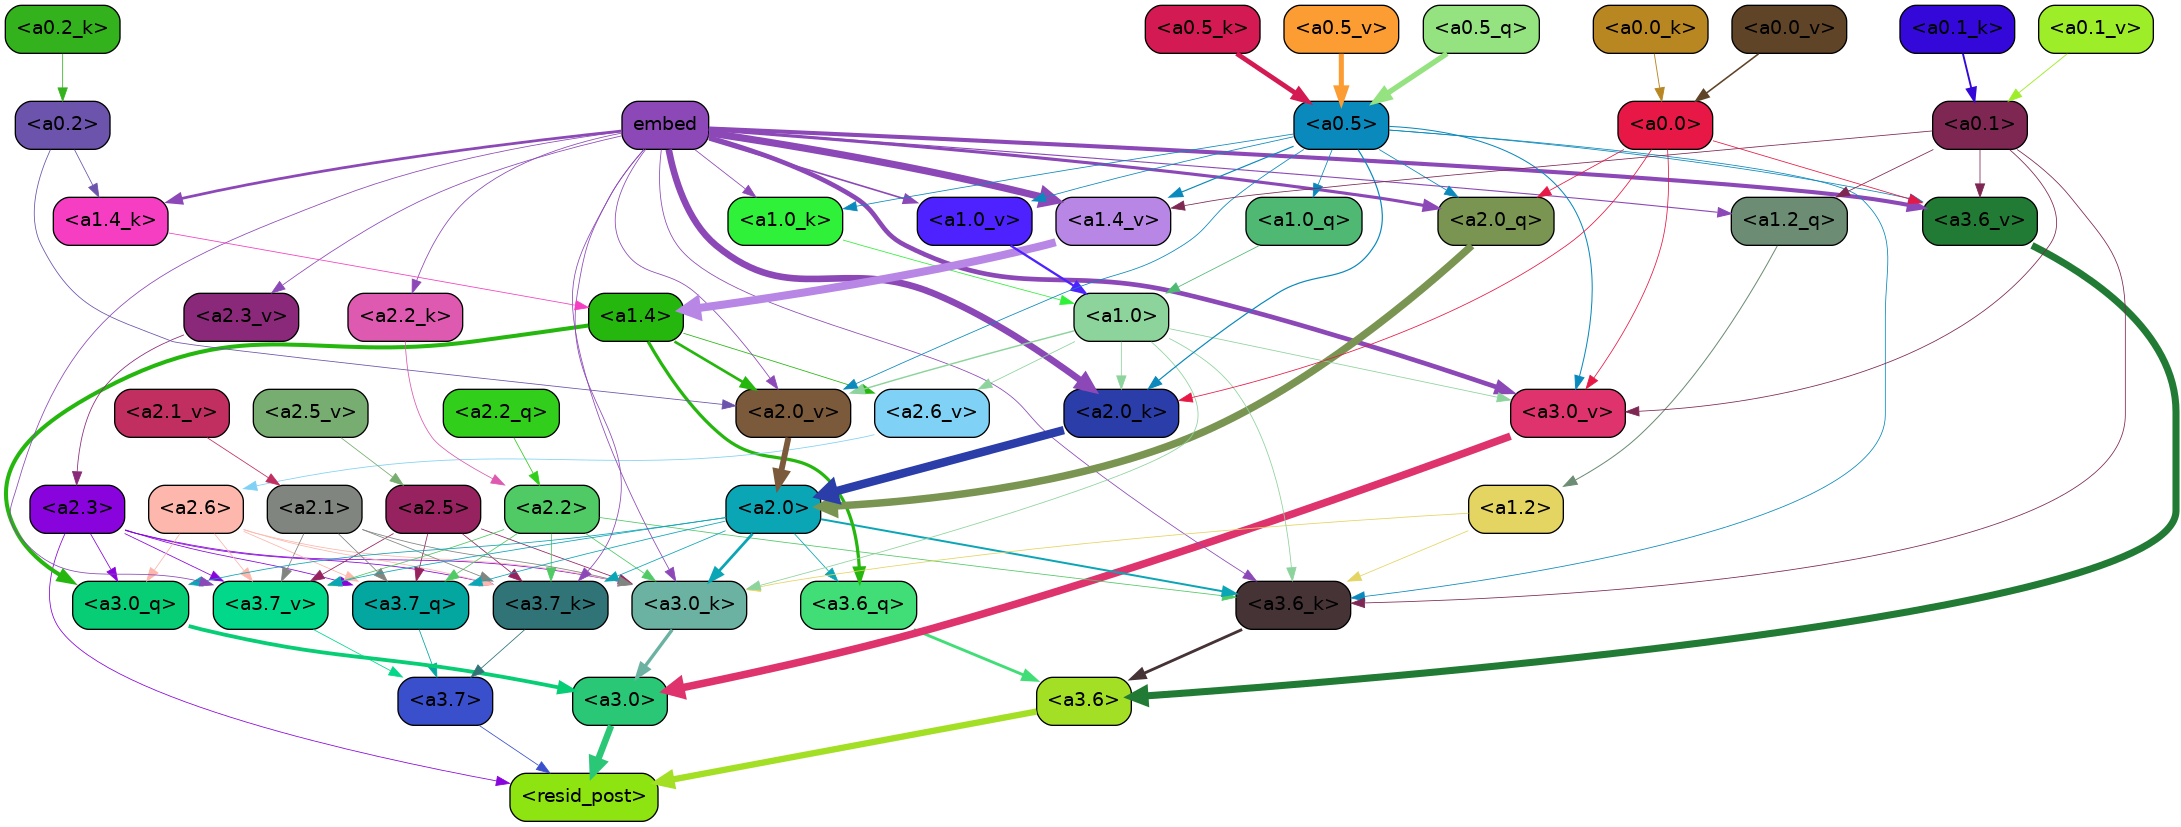 <a0.2_k> <a0.5_k> <a0.5_v> <a0.5_q> <a0.0_k> <a0.0_v> <a0.1_k> <a0.1_v>
<a0.2> embed <a0.5> <a0.0> <a0.1>
<a1.4_k> <a1.0_k> <a1.0_v> <a1.4_v> <a1.0_q> <a2.0_q> <a1.2_q> <a3.6_v>
<a2.3_v> <a2.2_k> <a1.4> <a1.0>
<a2.1_v> <a2.5_v> <a2.2_q> <a2.0_v> <a2.6_v> <a2.0_k> <a3.0_v>
<a2.3> <a2.6> <a2.1> <a2.5> <a2.2> <a2.0> <a1.2>
<a3.0_q> <a3.7_v> <a3.7_q> <a3.7_k> <a3.0_k> <a3.6_q> <a3.6_k>
<a3.7> <a3.0> <a3.6>
<resid_post>